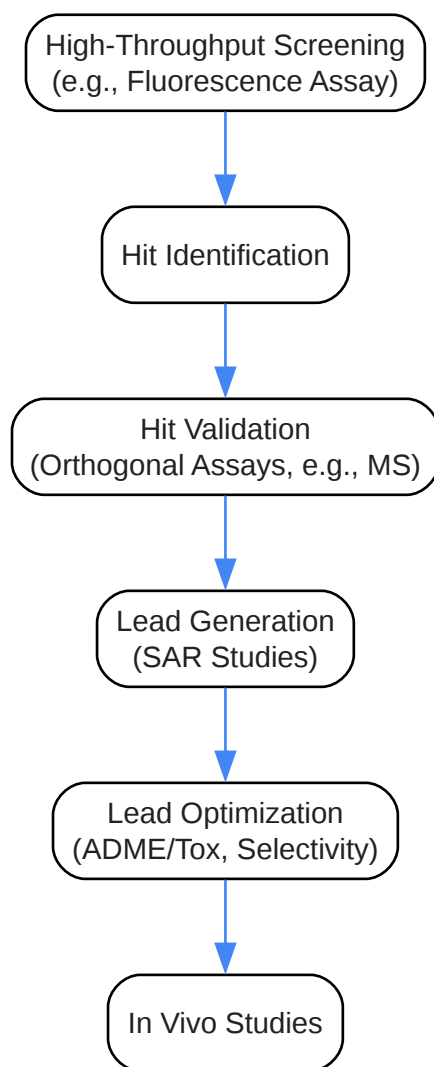 High-Throughput Screening
(e.g., Fluorescence Assay)
Hit Identification
Hit Validation
(Orthogonal Assays, e.g., MS)
Lead Generation
(SAR Studies)
Lead Optimization
(ADME/Tox, Selectivity)
In Vivo Studies